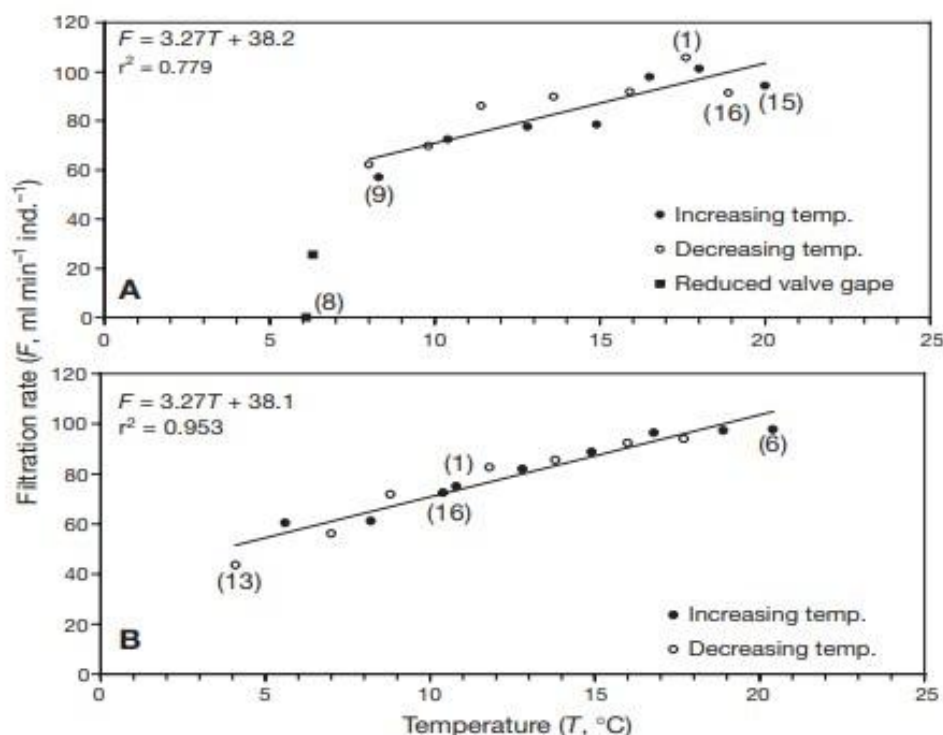 120
100
80
60
40
20
0
F = 3.27T + 38.2
r² = 0.779
(1)
(16)
(15)
(9)
(8)
A
Increasing temp.
Decreasing temp.
Reduced valve gape
0
5
10
15
20
25
Filtration rate (F, ml min⁻¹ ind.⁻¹)
120
100
80
60
40
20
0
F = 3.27T + 38.1
r² = 0.953
(1)
(16)
(6)
(13)
B
Increasing temp.
Decreasing temp.
0
5
10
15
20
25
Temperature (T, °C)